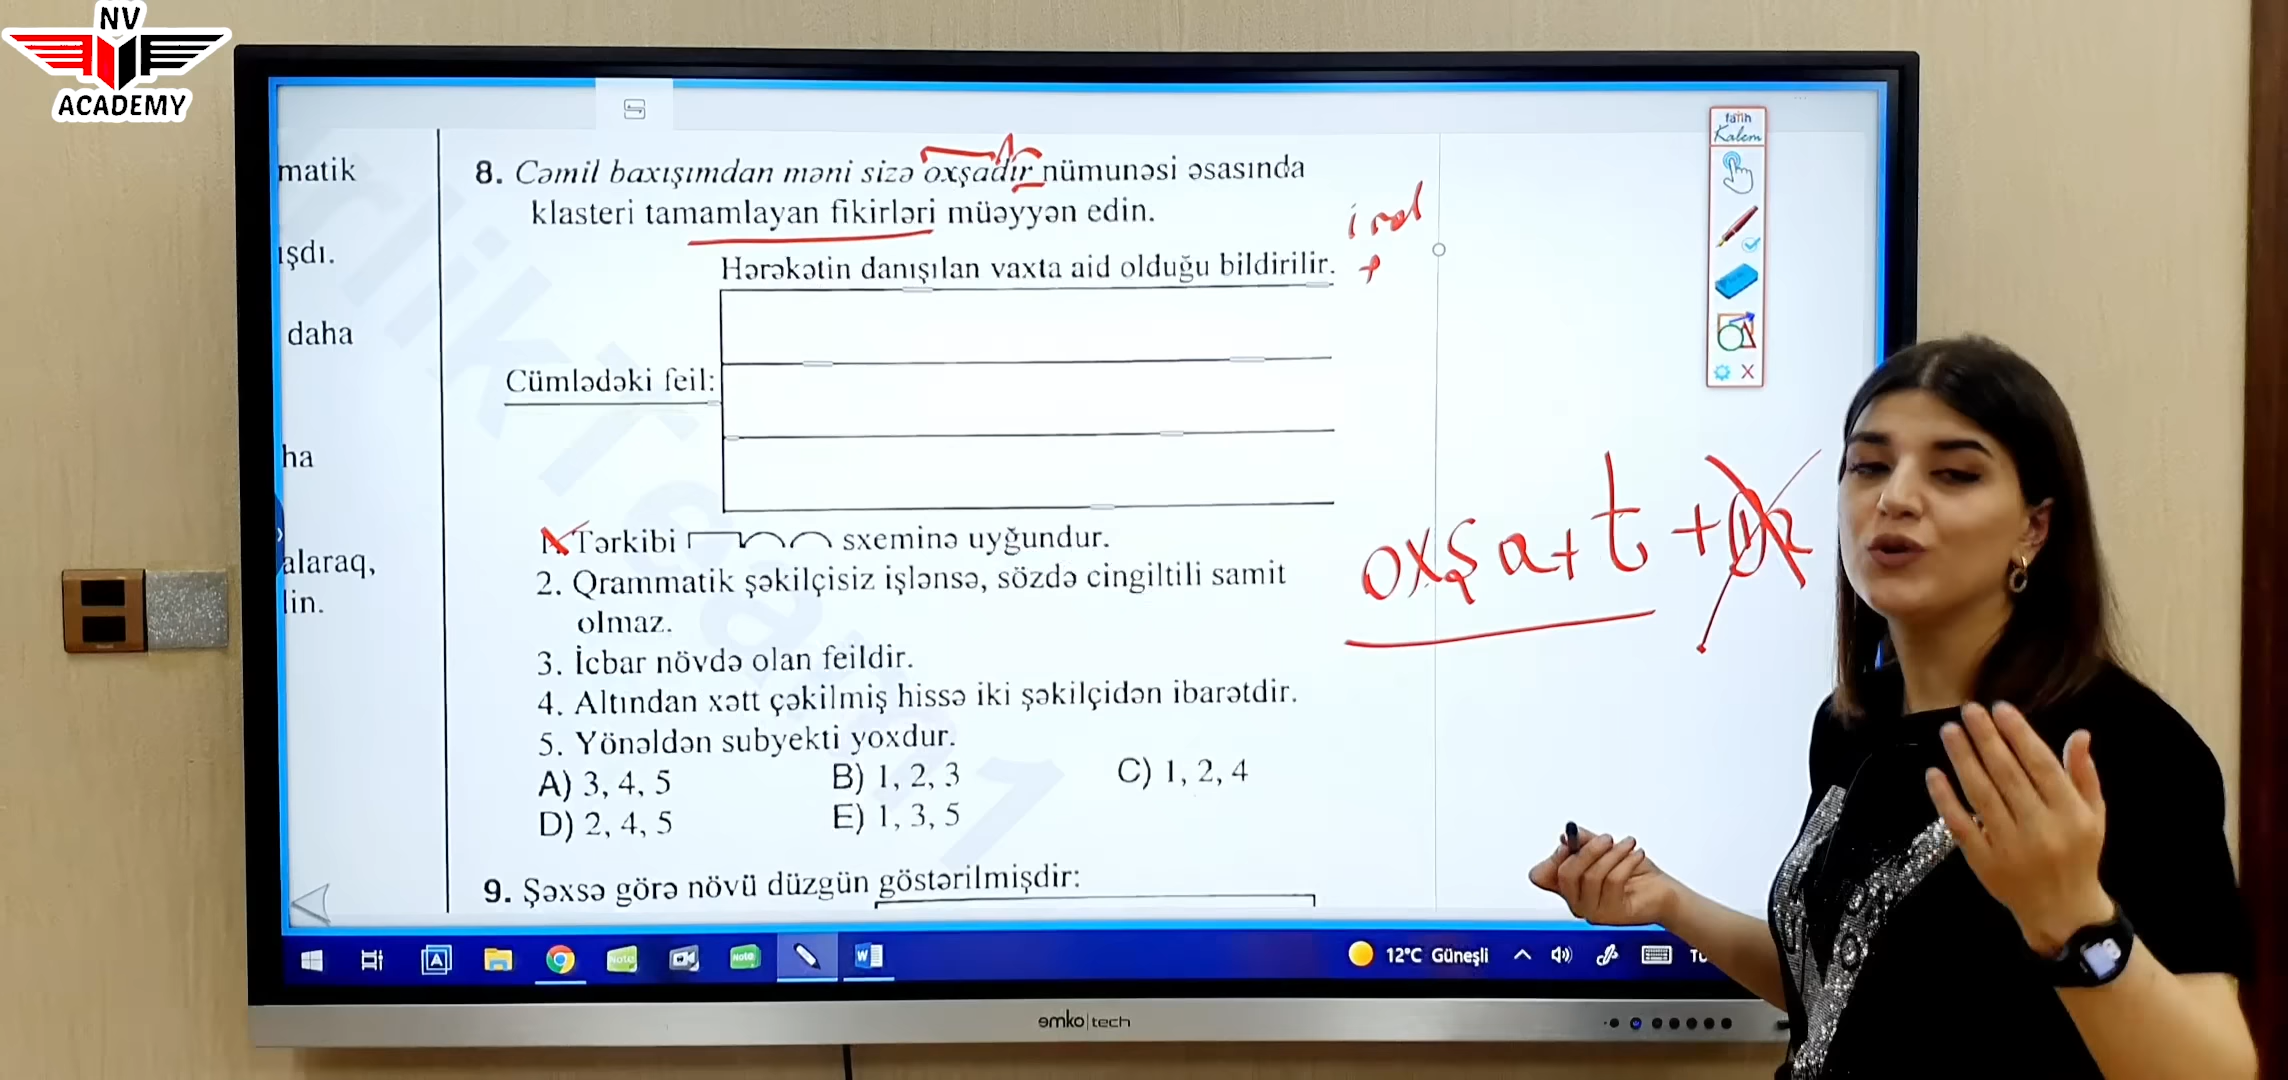 NV
ACADEMY
matik
ışdı.
daha
ha
alaraq,
lin.
8. Cəmil baxışımdan məni sizə oxşadır nümunəsi əsasında
klasteri tamamlayan fikirləri müəyyən edin.
Hərəkətin danışılan vaxta aid olduğu bildirilir. +
Cümlədəki feil:
1. Tərkibi sxeminə uyğundur.
2. Qrammatik şəkilçisiz işlənsə, sözdə cingiltili samit
olmaz.
3. İcbar növdə olan feildir.
4. Altından xətt çəkilmiş hissə iki şəkilçidən ibarətdir.
5. Yönəldən subyekti yoxdur.
A) 3, 4, 5 B) 1, 2, 3 C) 1, 2, 4
D) 2, 4, 5 E) 1, 3, 5
oxşa+t+
9. Şəxsə görə növü düzgün göstərilmişdir:
fatih
Kalem
12°C Güneşli
emko|tech